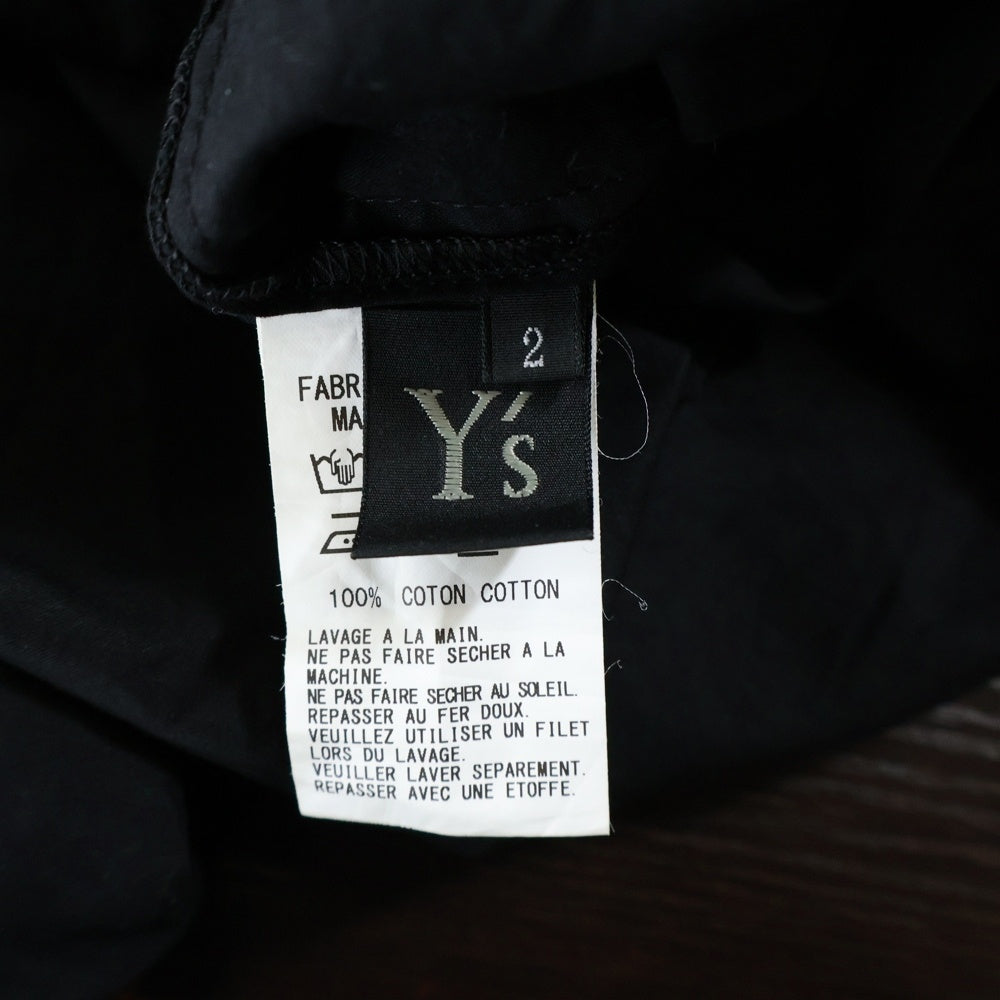 2
Y's
FABR
MA
100% COTON COTTON
LAVAGE A LA MAIN.
NE PAS FAIRE SECHER A LA
MACHINE.
NE PAS FAIRE SECHER AU SOLEIL.
REPASSER AU FER DOUX.
VEUILLEZ UTILISER UN FILET
LORS DU LAVAGE.
VEUILLER LAVER SEPAREMENT.
REPASSER AVEC UNE ETOFFE.